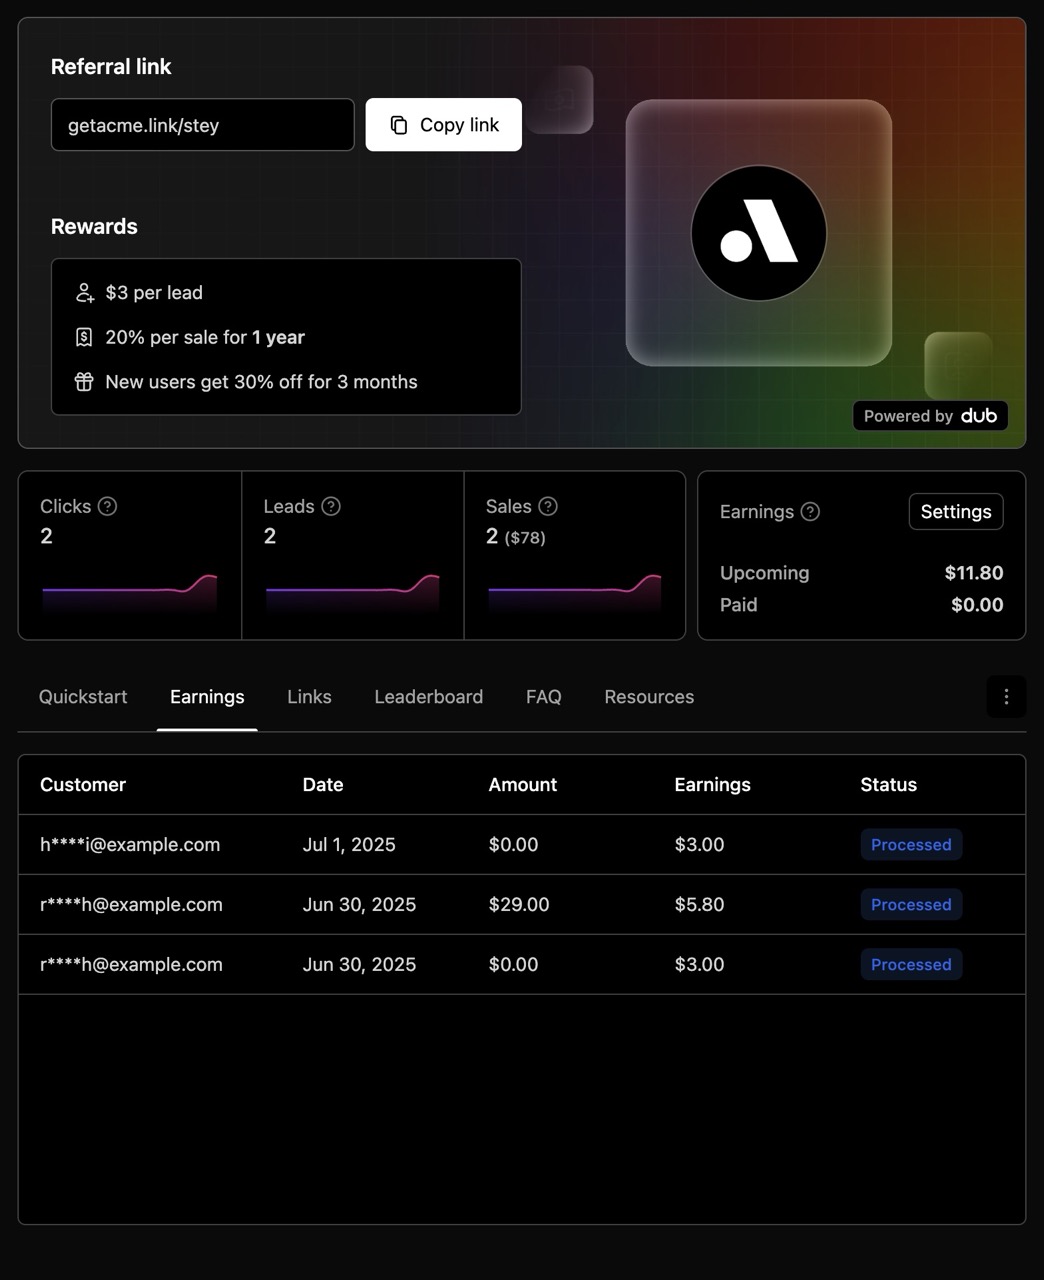 Referral link
getacme.link/stey
Copy link
Rewards
$3 per lead
20% per sale for 1 year
New users get 30% off for 3 months
Powered by dub
Clicks
2
Leads
2
Sales
2 ($78)
Earnings
Settings
Upcoming $11.80
Paid $0.00
Quickstart Earnings Links Leaderboard FAQ Resources
Customer Date Amount Earnings Status
h****i@example.com Jul 1, 2025 $0.00 $3.00 Processed
r****h@example.com Jun 30, 2025 $29.00 $5.80 Processed
r****h@example.com Jun 30, 2025 $0.00 $3.00 Processed